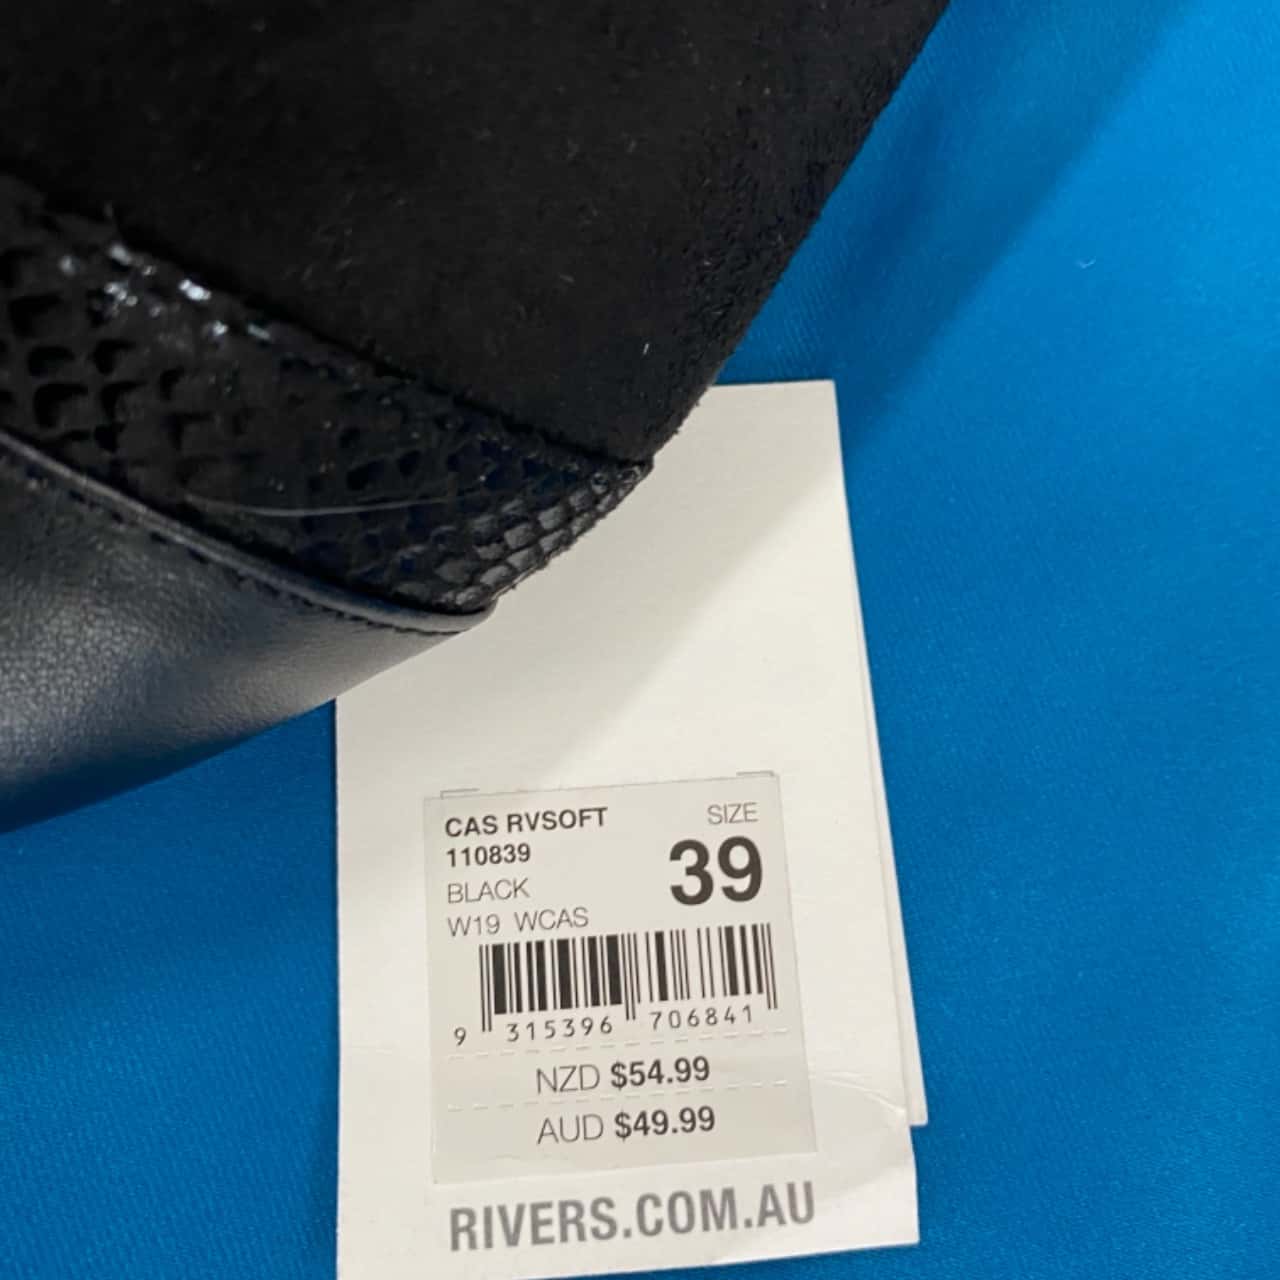 CAS RVSOFT
SIZE
110839
39
BLACK
W19 WCAS
9 315396 706841
NZD $54.99
AUD $49.99
RIVERS.COM.AU